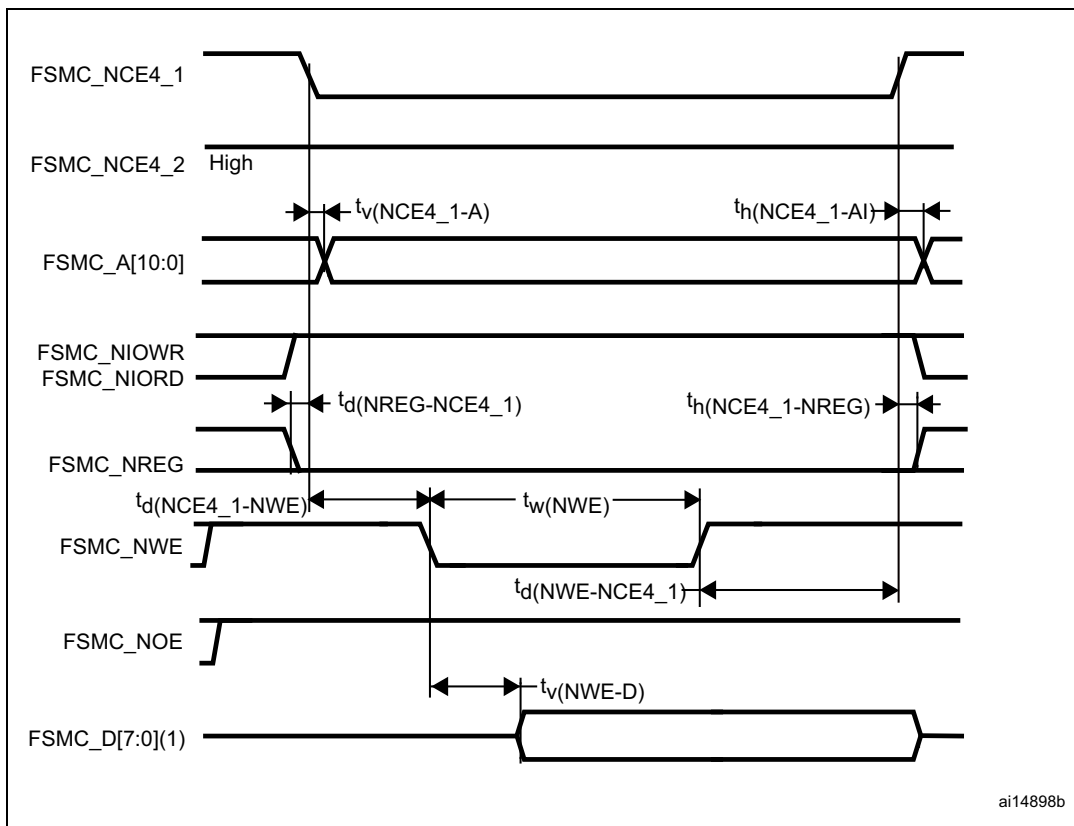 FSMC_NCE4_1
FSMC_NCE4_2 High
tv(NCE4_1-A) th(NCE4_1-AI)
FSMC_A[10:0]
FSMC_NIOWR
FSMC_NIORD
td(NREG-NCE4_1) th(NCE4_1-NREG)
FSMC_NREG
td(NCE4_1-NWE) tw(NWE)
FSMC_NWE
td(NWE-NCE4_1)
FSMC_NOE
tv(NWE-D)
FSMC_D[7:0](1)
ai14898b